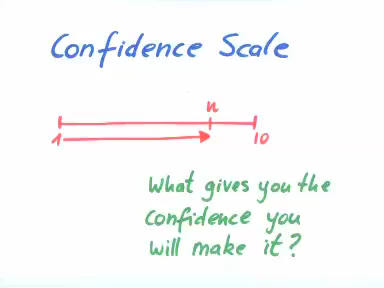 Confidence Scale
n
1 10
What gives you the
confidence you
will make it?